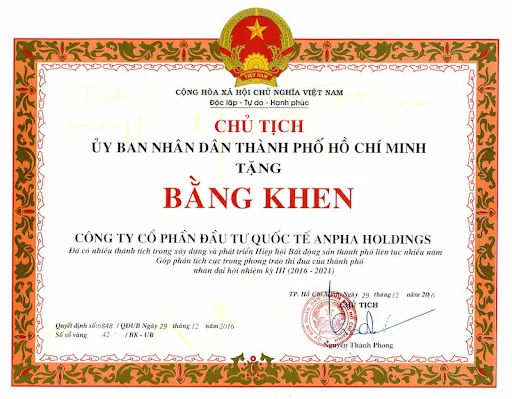 VIỆT NAM
CỘNG HÒA XÃ HỘI CHỦ NGHĨA VIỆT NAM
Độc lập - Tự do - Hạnh phúc
CHỦ TỊCH
ỦY BAN NHÂN DÂN THÀNH PHỐ HỒ CHÍ MINH
TẶNG
BẰNG KHEN
CÔNG TY CỔ PHẦN ĐẦU TƯ QUỐC TẾ ANPHA HOLDINGS
Đã có nhiều thành tích trong xây dựng và phát triển Hiệp hội Bất động sản thành phố liên tục nhiều năm
Góp phần tích cực trong phong trào thi đua của thành phố
nhân đại hội nhiệm kỳ III (2016 - 2021)
TP. Hồ Chí Minh, Ngày 29 tháng 12 năm 2016
CHỦ TỊCH
Quyết định số: 6848 / QĐUB Ngày 29 tháng 12 năm 2016
Số sổ vàng 42 / BK - UB
Nguyễn Thành Phong